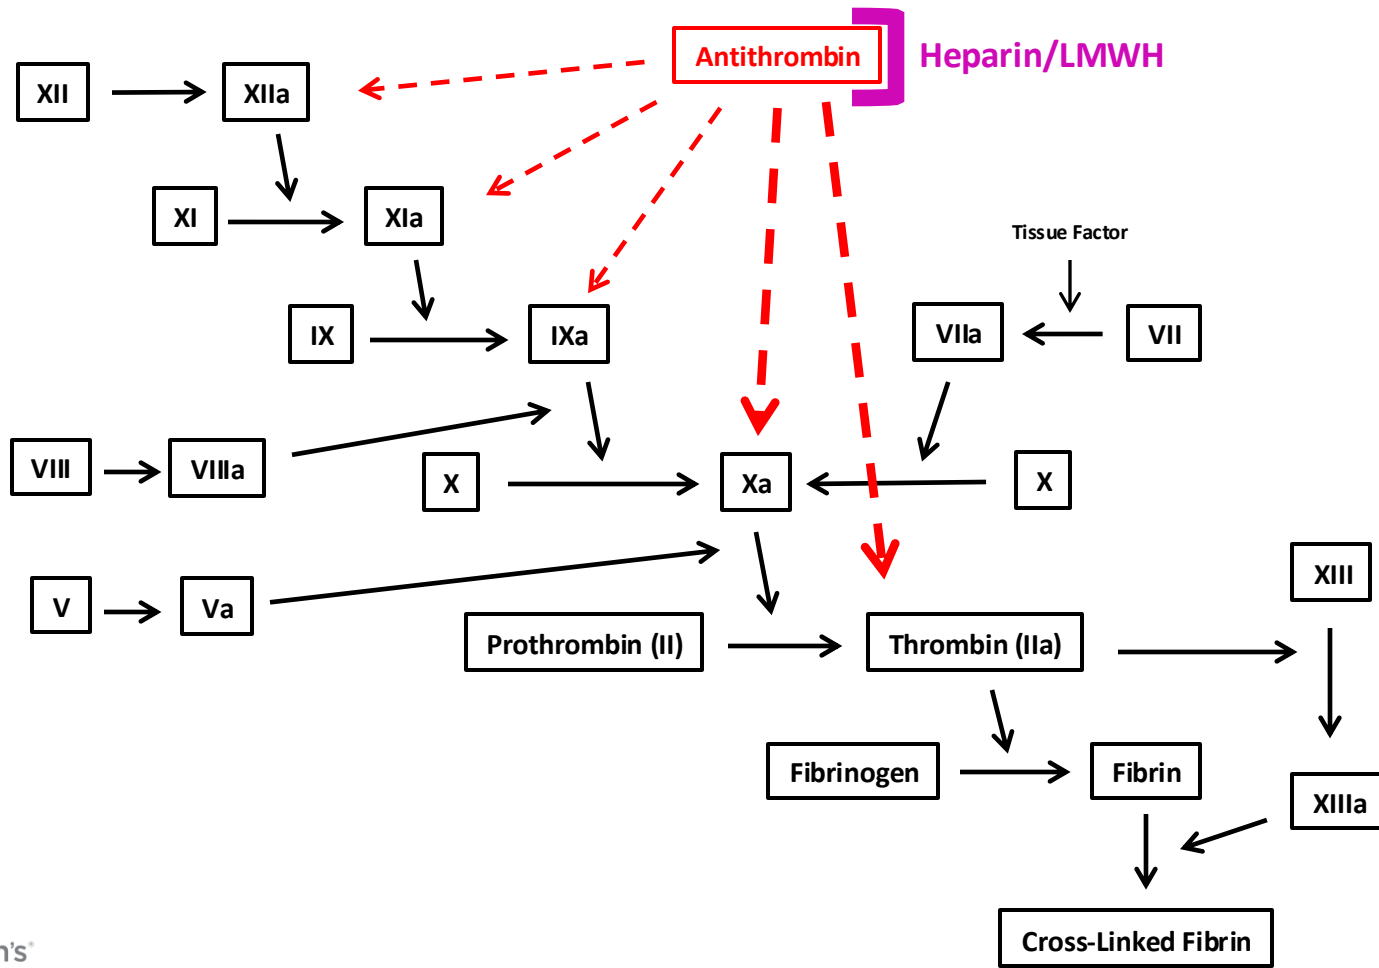 Antithrombin
Heparin/LMWH
XII
XIIa
XI
XIa
Tissue Factor
IX
IXa
VIIa
VII
VIII
VIIIa
X
Xa
X
V
Va
XIII
Prothrombin (II)
Thrombin (IIa)
Fibrinogen
Fibrin
XIIIa
Cross-Linked Fibrin
n's®